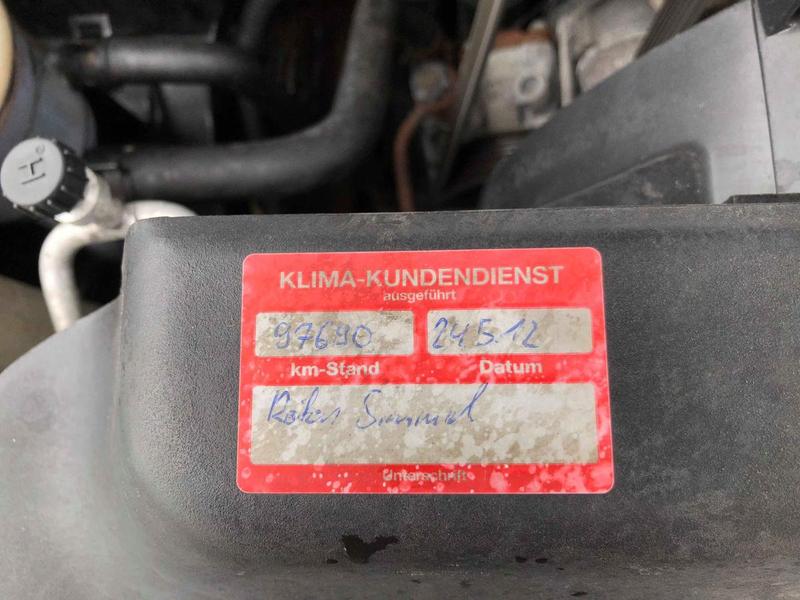 H
KLIMA-KUNDENDIENST
ausgeführt
97690
24.5.12
km-Stand
Datum
Unterschrift